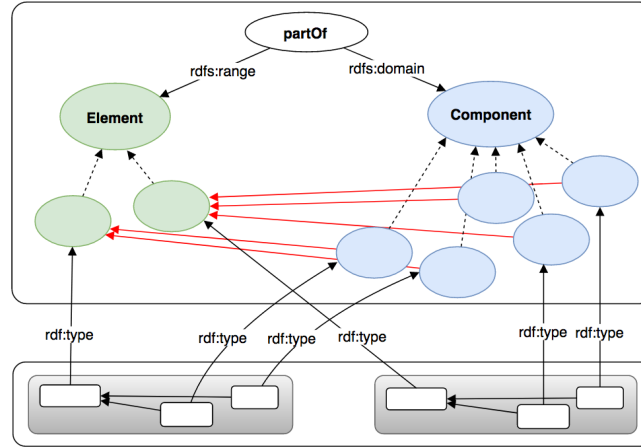 partOf
rdfs:range
rdfs:domain
Element
Component
rdf:type
rdf:type
rdf:type
rdf:type
rdf:type
rdf:type